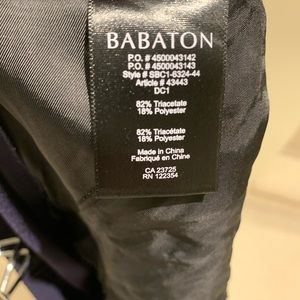 BABATON
P.O. # 4500043142
P.O. # 4500043143
Style # SBC1-6324-44
Article # 43443
DC1
82% Triacetate
18% Polyester
82% Triacétate
18% Polyester
Made in China
Fabriqué en Chine
CA 23725
RN 122354